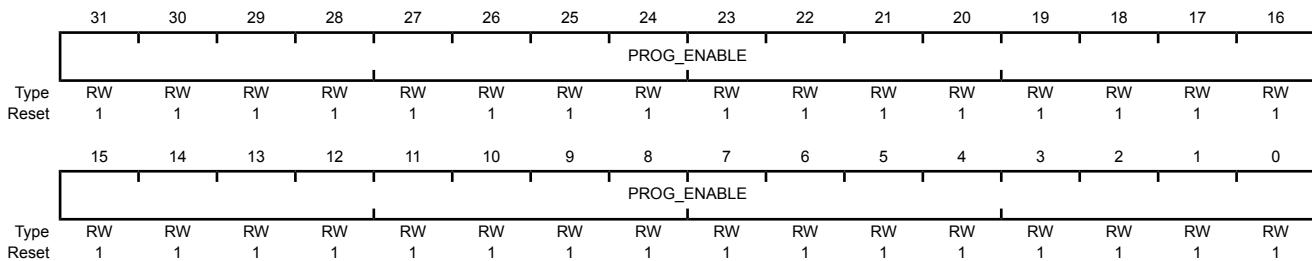 31 30 29 28 27 26 25 24 23 22 21 20 19 18 17 16
PROG_ENABLE
Type RW RW RW RW RW RW RW RW RW RW RW RW RW RW RW RW
Reset 1 1 1 1 1 1 1 1 1 1 1 1 1 1 1 1
15 14 13 12 11 10 9 8 7 6 5 4 3 2 1 0
PROG_ENABLE
Type RW RW RW RW RW RW RW RW RW RW RW RW RW RW RW RW
Reset 1 1 1 1 1 1 1 1 1 1 1 1 1 1 1 1